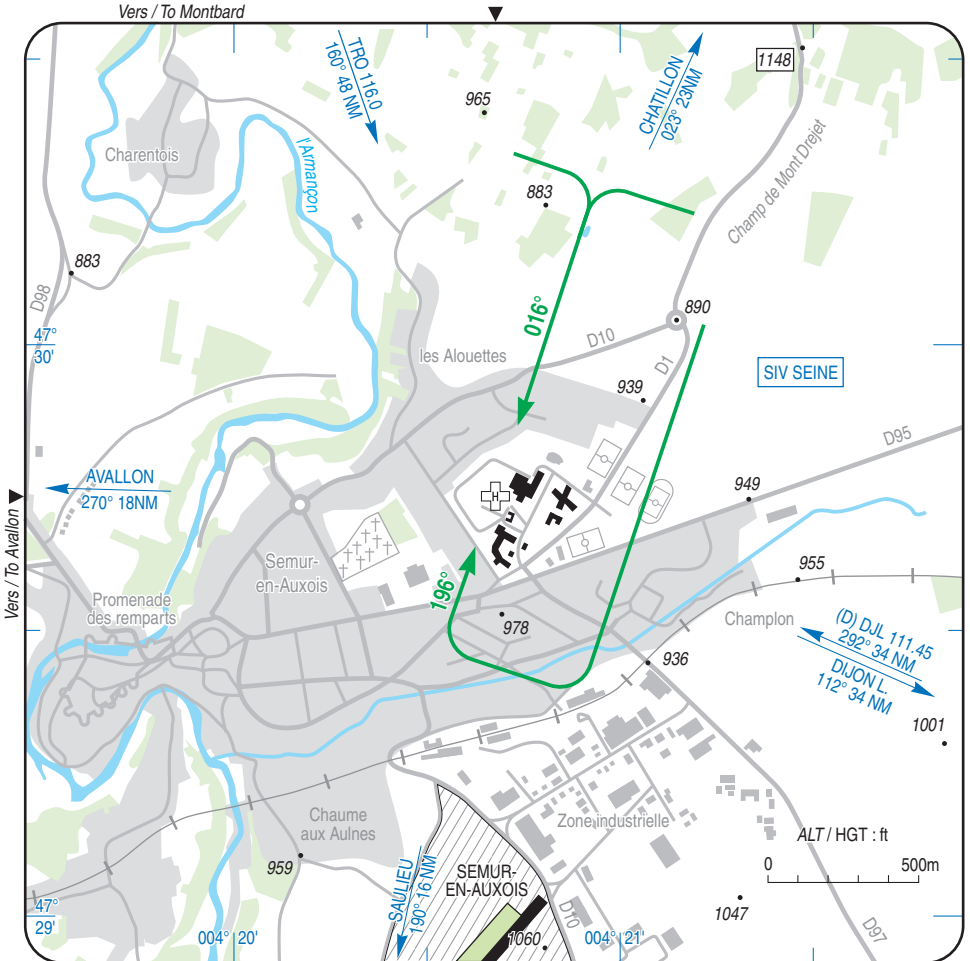 Vers / To Montbard
TRO 116.0
160° 48 NM
CHATILLON
023° 23NM
1148
965
Charentois
l'Armançon
883
Champ de Mont Drejet
883
D98
47°
30'
016°
890
D10
D1
les Alouettes
SIV SEINE
939
D95
AVALLON
270° 18NM
949
Vers / To Avallon
H
Semur-
en-Auxois
955
196°
Promenade
des remparts
978
Champlon
(D) DJL 111.45
292° 34 NM
DIJON L.
112° 34 NM
936
1001
Chaume
aux Aulnes
Zone industrielle
ALT / HGT : ft
0 500m
959
SAULIEU
190° 16 NM
SEMUR-
EN-AUXOIS
D10
1047
47°
29'
004° 20'
1060
004° 21'
D97